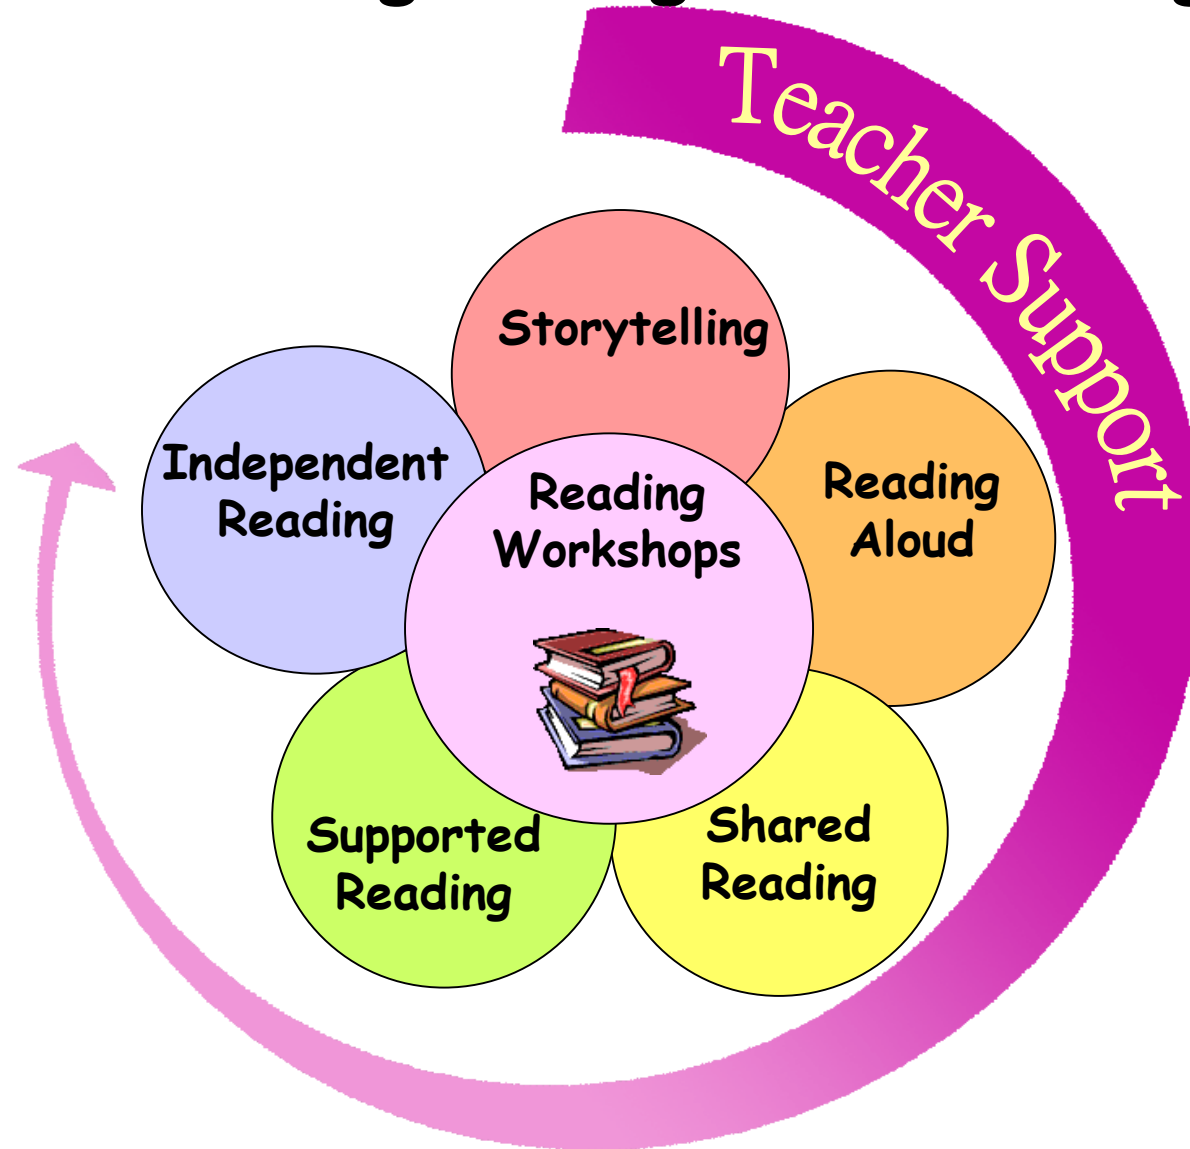 Teacher Support
Storytelling
Independent
Reading
Reading
Workshops
Reading
Aloud
Supported
Reading
Shared
Reading